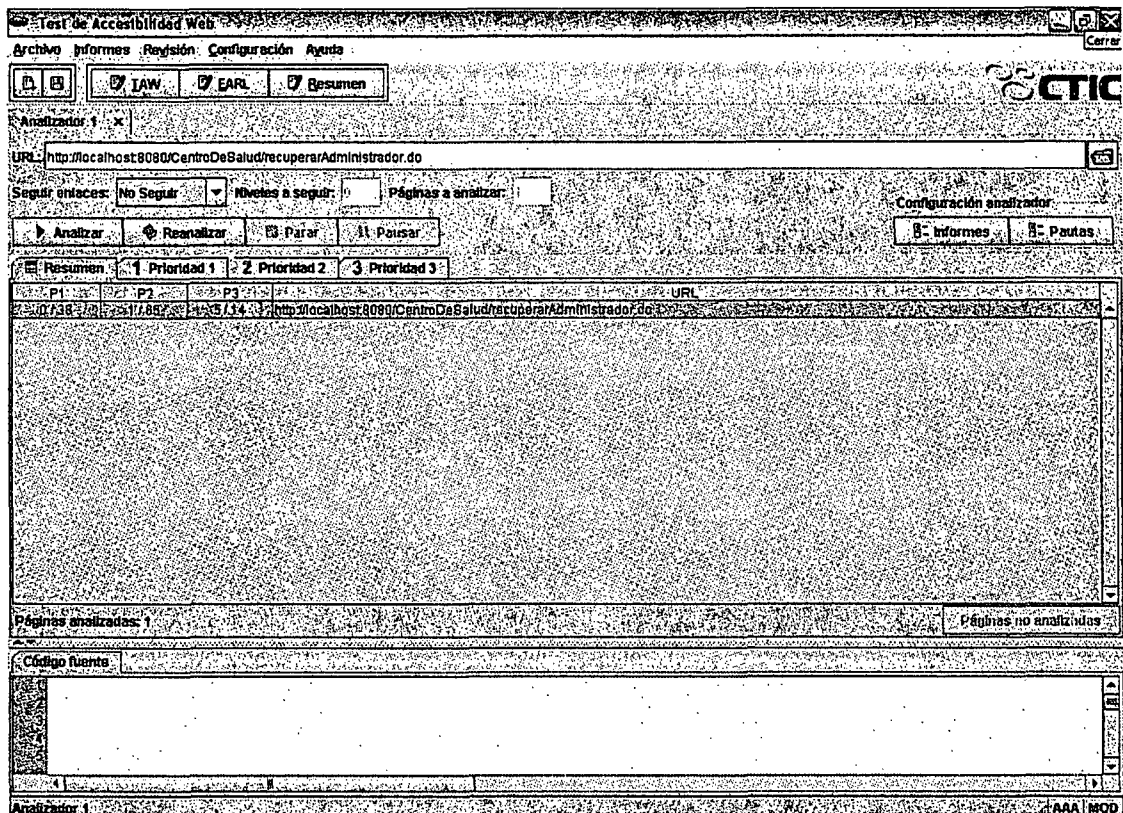 Test de Accesibilidad Web
Cerrar
Archivo Informes Revisión Configuración Ayuda
TAW EARL Resumen
CTIC
Analizador 1 x
URL: http://localhost:8080/CentroDeSalud/recuperarAdministrador.do
Seguir enlaces: No Seguir Niveles a seguir: Páginas a analizar:
Configuración analizador
Analizar Reanalizar Parar Pausar Informes Pautas
Resumen 1 Prioridad 1 2 Prioridad 2 3 Prioridad 3
P1 P2 P3 URL
http://localhost:8080/CentroDeSalud/recuperarAdministrador.do
Páginas analizadas: 1 Páginas no analizadas
Código fuente
Analizador 1 AAA MOD